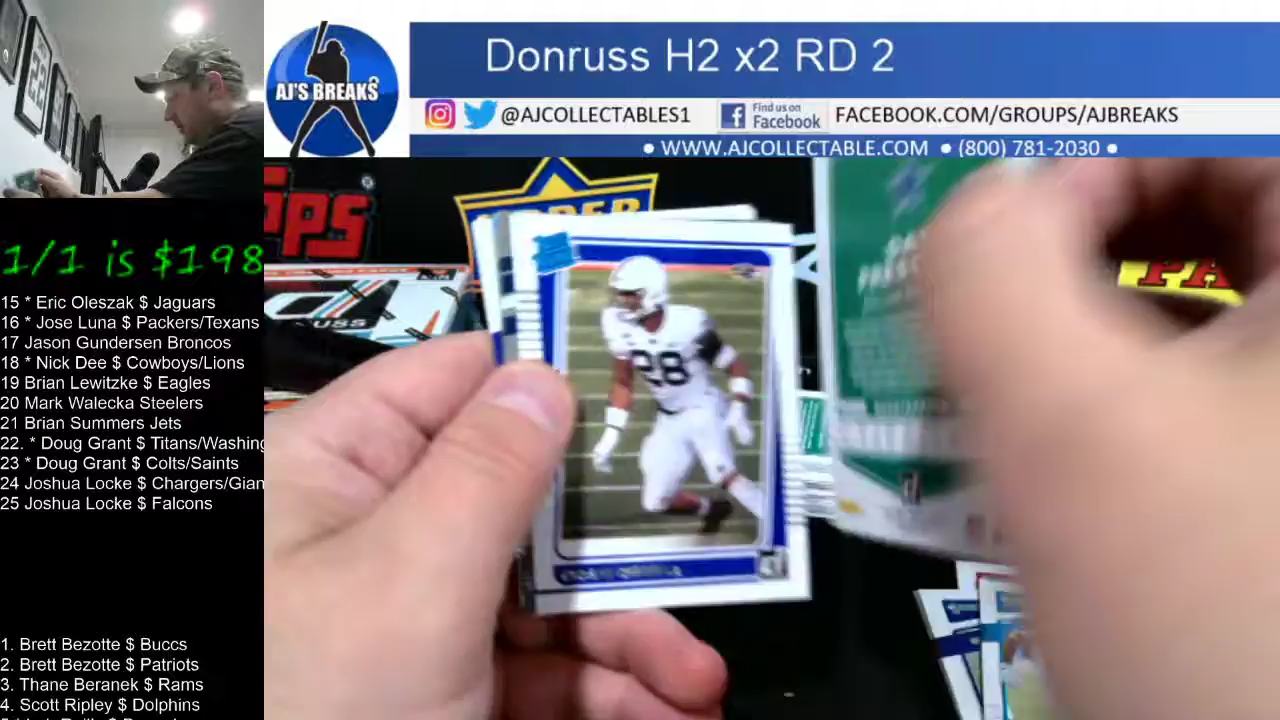 Donruss H2 x2 RD 2
AJ'S BREAKS
@AJCOLLECTABLES1
Find us on
Facebook
FACEBOOK.COM/GROUPS/AJBREAKS
• WWW.AJCOLLECTABLE.COM • (800) 781-2030 •
1/1 is $198
15 * Eric Oleszak $ Jaguars
16 * Jose Luna $ Packers/Texans
17 Jason Gundersen Broncos
18 * Nick Dee $ Cowboys/Lions
19 Brian Lewitzke $ Eagles
20 Mark Walecka Steelers
21 Brian Summers Jets
22. * Doug Grant $ Titans/Washing
23 * Doug Grant $ Colts/Saints
24 Joshua Locke $ Chargers/Gian
25 Joshua Locke $ Falcons
1. Brett Bezotte $ Buccs
2. Brett Bezotte $ Patriots
3. Thane Beranek $ Rams
4. Scott Ripley $ Dolphins
28